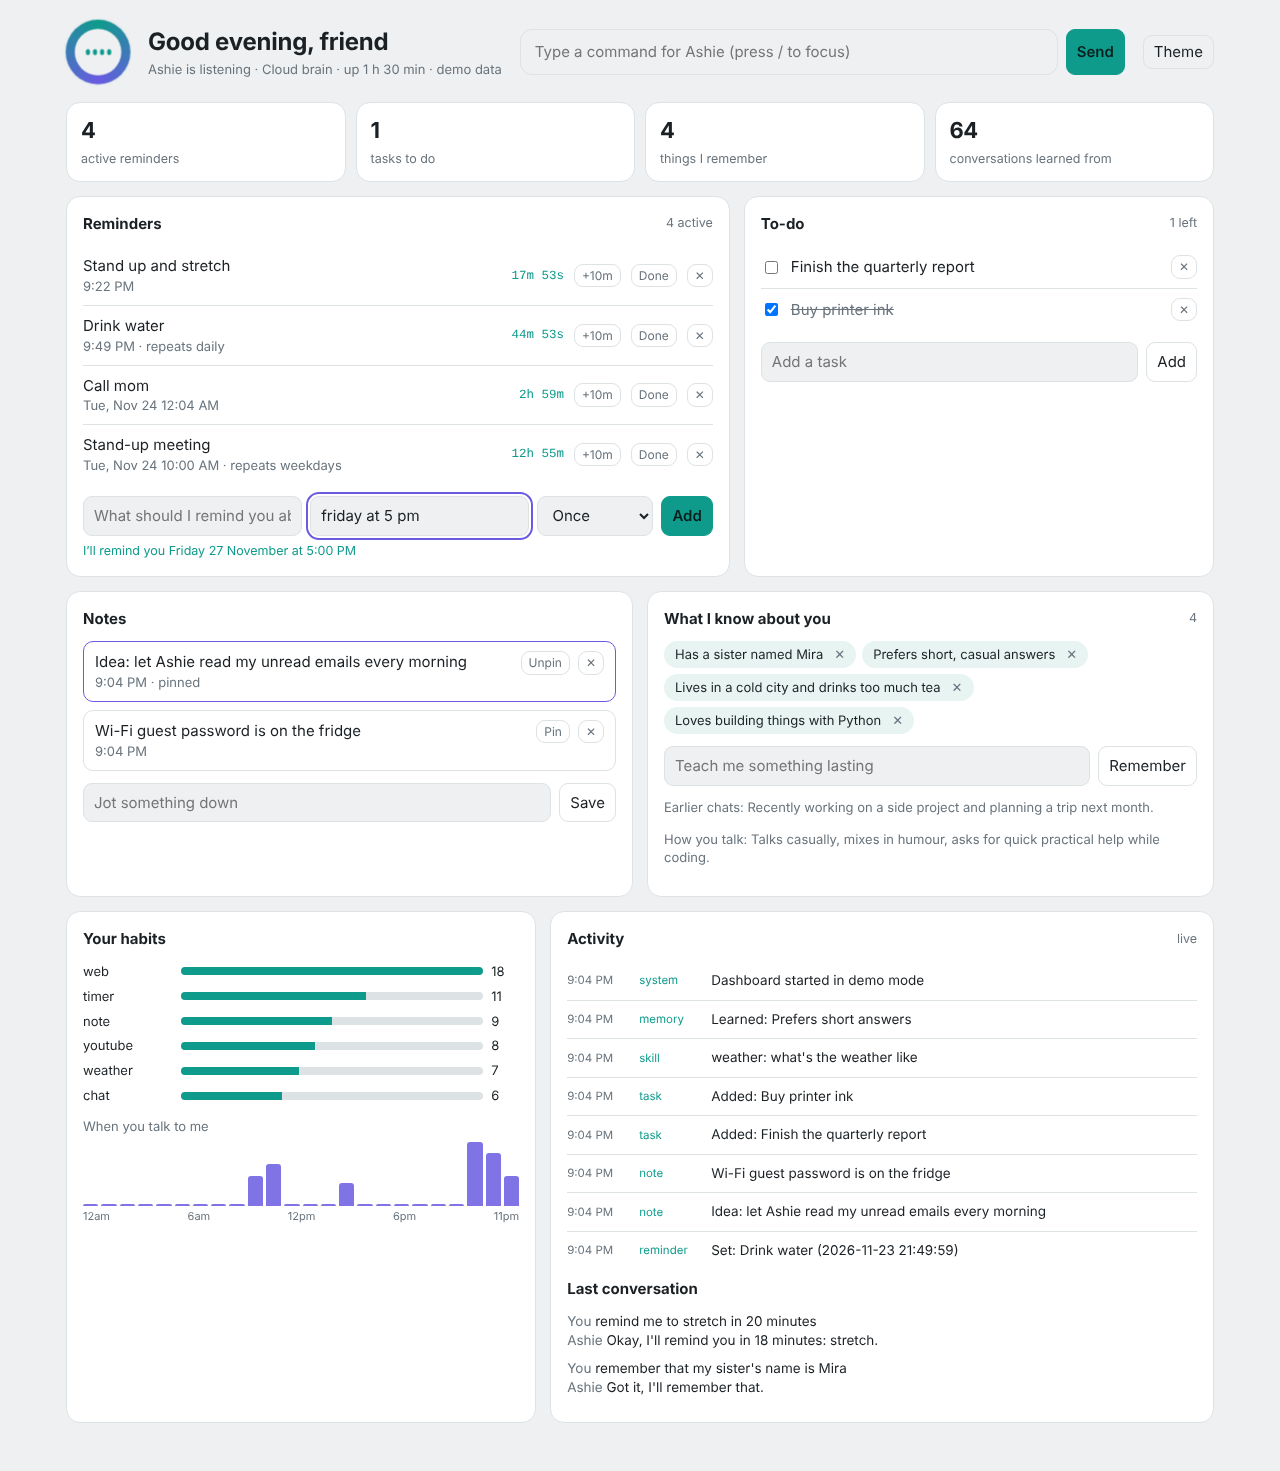 Good evening, friend
Ashie is listening · Cloud brain · up 1 h 30 min · demo data
Type a command for Ashie (press / to focus)
Send
Theme
4
active reminders
1
tasks to do
4
things I remember
64
conversations learned from
Reminders
4 active
Stand up and stretch
9:22 PM
17m 53s
+10m
Done
×
Drink water
9:49 PM · repeats daily
44m 53s
+10m
Done
×
Call mom
Tue, Nov 24 12:04 AM
2h 59m
+10m
Done
×
Stand-up meeting
Tue, Nov 24 10:00 AM · repeats weekdays
12h 55m
+10m
Done
×
What should I remind you al
friday at 5 pm
Once
Add
I'll remind you Friday 27 November at 5:00 PM
To-do
1 left
Finish the quarterly report
×
Buy printer ink
×
Add a task
Add
Notes
Idea: let Ashie read my unread emails every morning
9:04 PM · pinned
Unpin
×
Wi-Fi guest password is on the fridge
9:04 PM
Pin
×
Jot something down
Save
What I know about you
4
Has a sister named Mira ×
Prefers short, casual answers ×
Lives in a cold city and drinks too much tea ×
Loves building things with Python ×
Teach me something lasting
Remember
Earlier chats: Recently working on a side project and planning a trip next month.
How you talk: Talks casually, mixes in humour, asks for quick practical help while
coding.
Your habits
web 18
timer 11
note 9
youtube 8
weather 7
chat 6
When you talk to me
12am 6am 12pm 6pm 11pm
Activity
live
9:04 PM system Dashboard started in demo mode
9:04 PM memory Learned: Prefers short answers
9:04 PM skill weather: what's the weather like
9:04 PM task Added: Buy printer ink
9:04 PM task Added: Finish the quarterly report
9:04 PM note Wi-Fi guest password is on the fridge
9:04 PM note Idea: let Ashie read my unread emails every morning
9:04 PM reminder Set: Drink water (2026-11-23 21:49:59)
Last conversation
You remind me to stretch in 20 minutes
Ashie Okay, I'll remind you in 18 minutes: stretch.
You remember that my sister's name is Mira
Ashie Got it, I'll remember that.